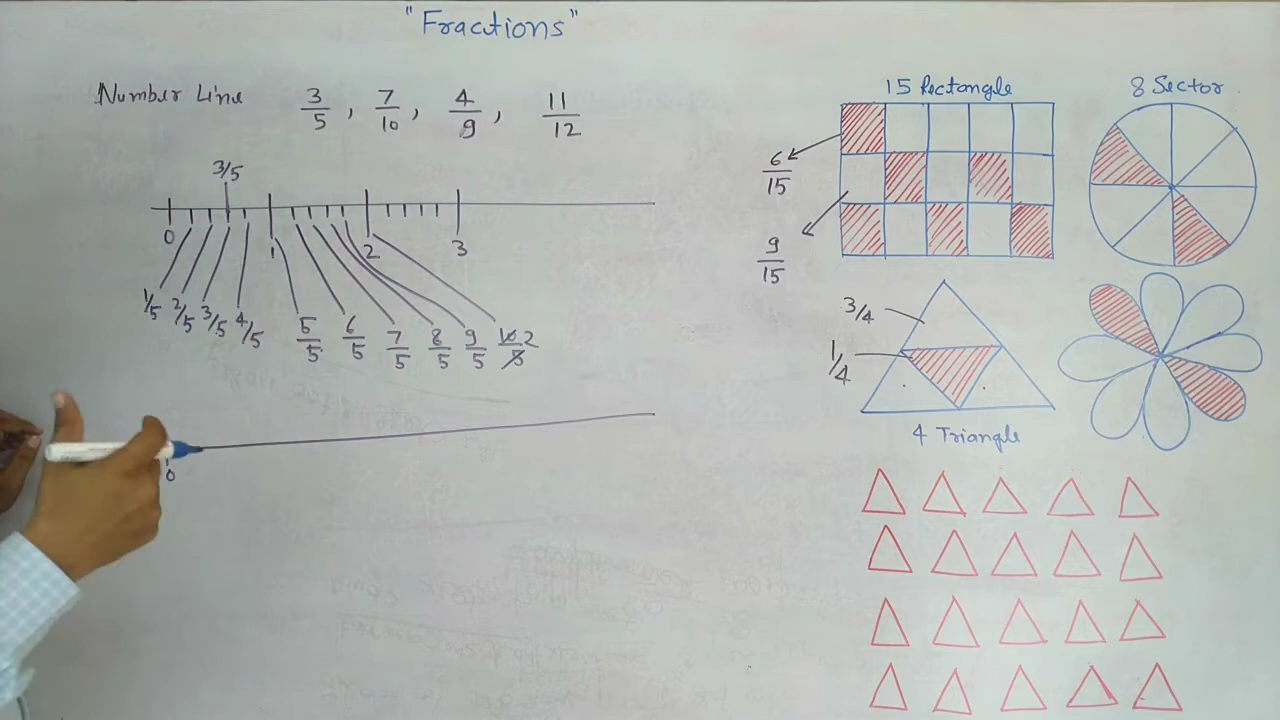 "Fractions"
Number Line 3/5, 7/10, 4/9, 11/12
3/5
0 1 2 3
1/5 2/5 3/5 4/5 5/5 6/5 7/5 8/5 9/5 10/5 2
0
15 Rectangle
6/15
9/15
8 Sector
3/4
1/4
4 Triangle